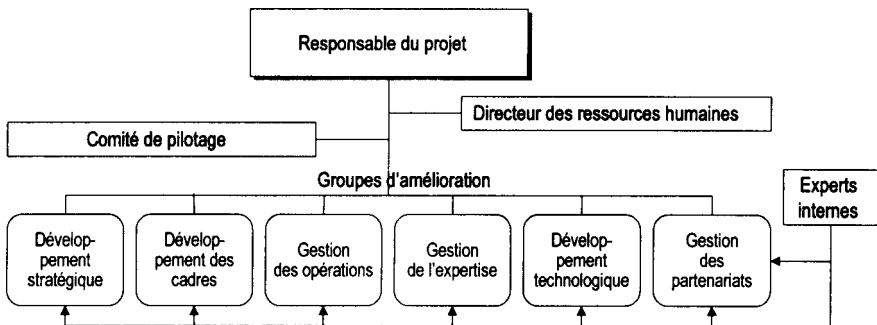 Responsable du projet
Directeur des ressources humaines
Comité de pilotage
Groupes d'amélioration
Experts
internes
Dévelop-
pement
stratégique
Dévelop-
pement des
cadres
Gestion
des opérations
Gestion
de l'expertise
Dévelop-
pement
technologique
Gestion
des
partenariats